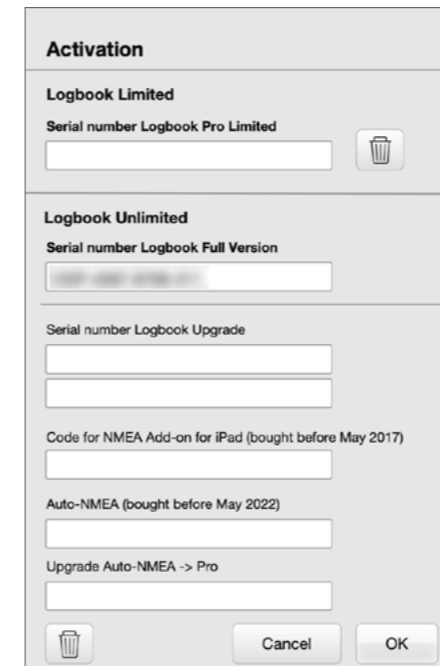 Activation
Logbook Limited
Serial number Logbook Pro Limited
Logbook Unlimited
Serial number Logbook Full Version
Serial number Logbook Upgrade
Code for NMEA Add-on for iPad (bought before May 2017)
Auto-NMEA (bought before May 2022)
Upgrade Auto-NMEA -> Pro
Cancel
OK